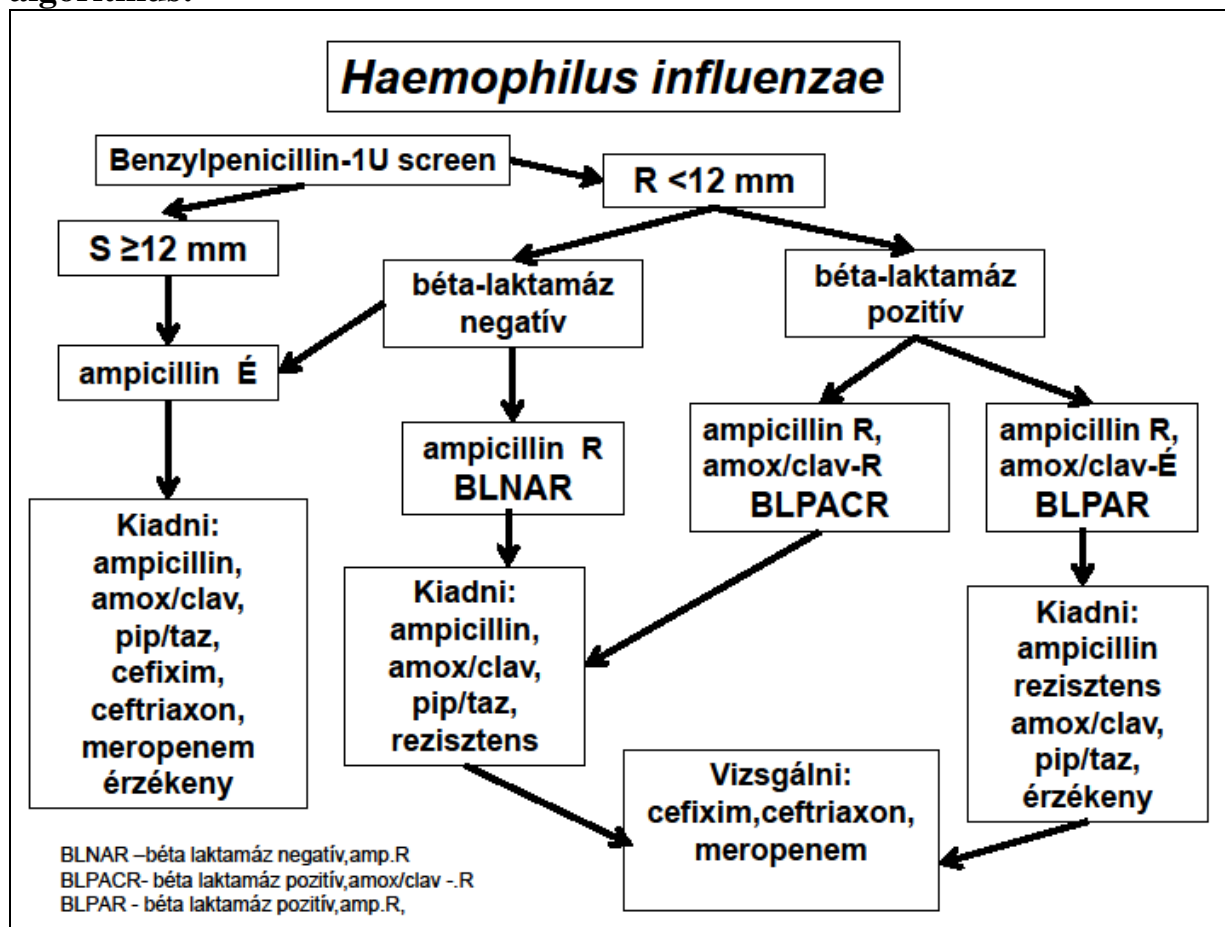 Haemophilus influenzae
Benzylpenicillin-1U screen
R <12 mm
S ≥12 mm
béta-laktamáz
negatív
béta-laktamáz
pozitív
ampicillin É
ampicillin R
BLNAR
ampicillin R,
amox/clav-R
BLPACR
ampicillin R,
amox/clav-É
BLPAR
Kiadni:
ampicillin,
amox/clav,
pip/taz,
cefixim,
ceftriaxon,
meropenem
érzékeny
Kiadni:
ampicillin,
amox/clav,
pip/taz,
rezisztens
Kiadni:
ampicillin
rezisztens
amox/clav,
pip/taz,
érzékeny
Vizsgálni:
cefixim,ceftriaxon,
meropenem
BLNAR –béta laktamáz negatív,amp.R
BLPACR- béta laktamáz pozitív,amox/clav -.R
BLPAR - béta laktamáz pozitív,amp.R,